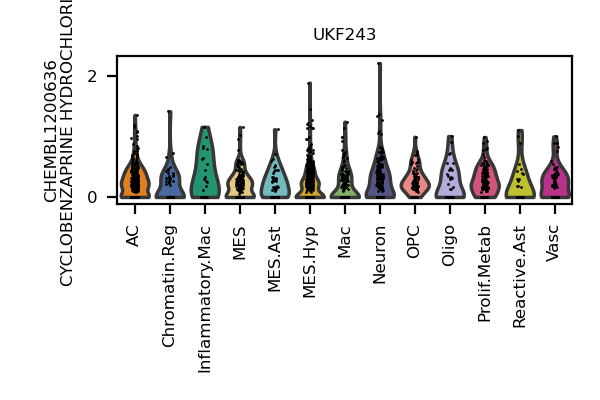 UKF243
CHEMBL1200636
CYCLOBENZAPRINE HYDROCHLORI
2
0
AC
Chromatin.Reg
Inflammatory.Mac
MES
MES.Ast
MES.Hyp
Mac
Neuron
OPC
Oligo
Prolif.Metab
Reactive.Ast
Vasc